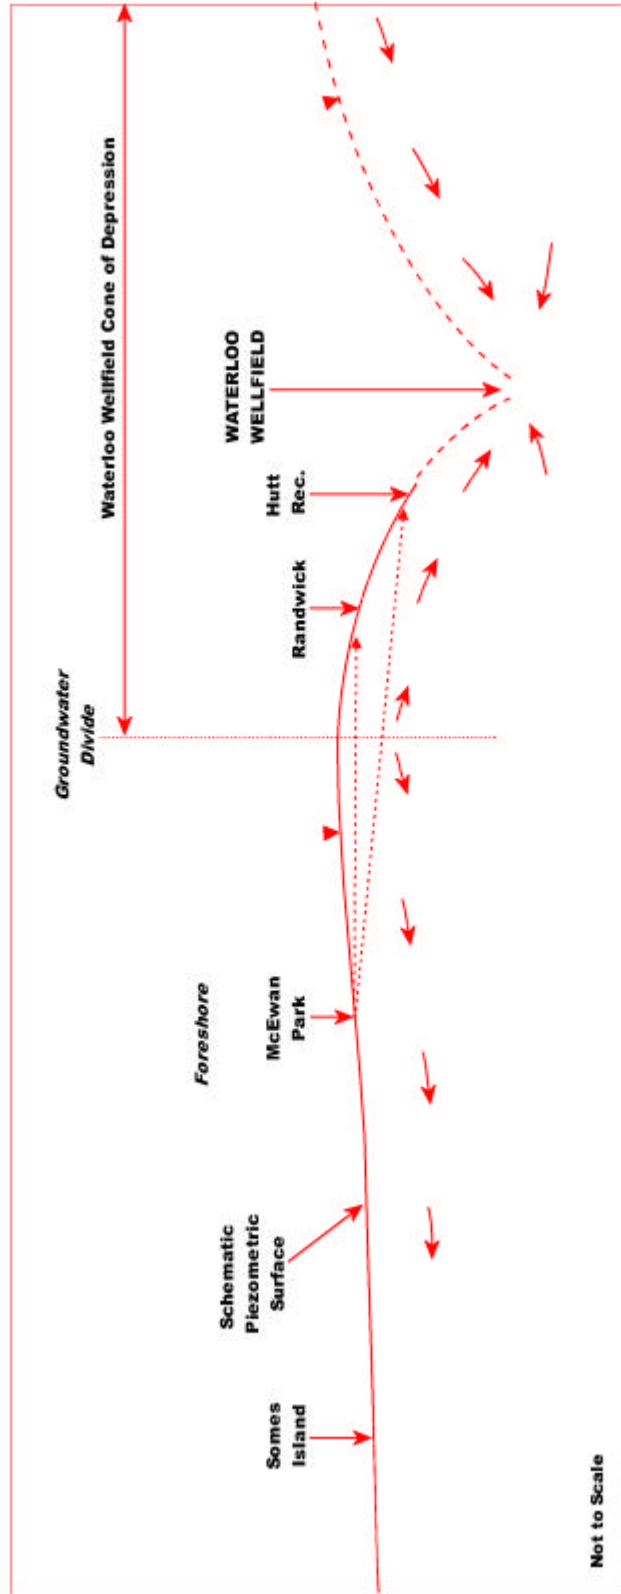 Waterloo Wellfield Cone of Depression
Groundwater
Divide
WATERLOO
WELLFIELD
Hutt
Rec.
Randwick
Foreshore
McEwan
Park
Schematic
Piezometric
Surface
Somes
Island
Not to Scale